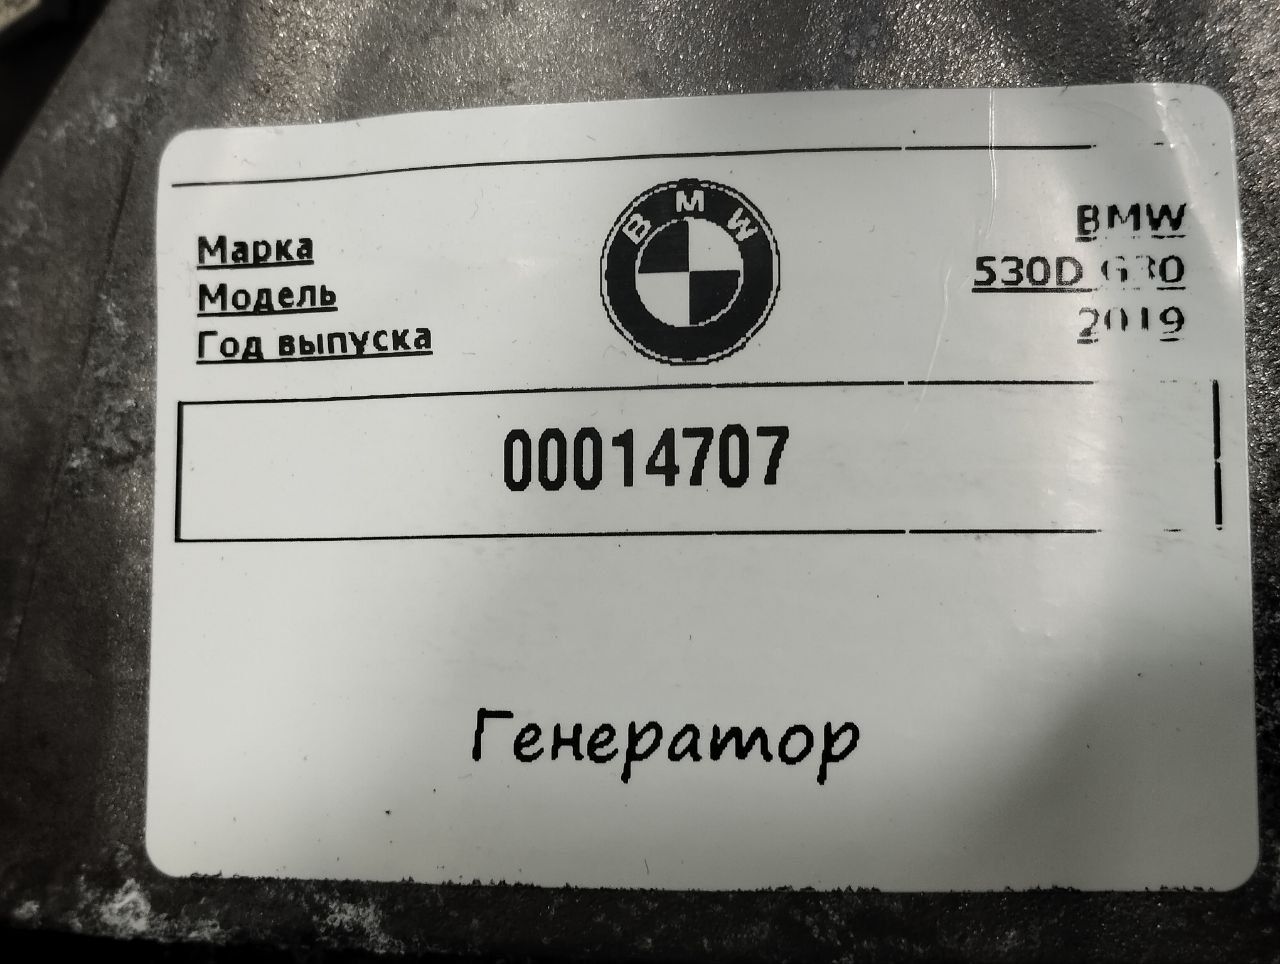 BMW
Марка BMW
Модель 530D G30
Год выпуска 2019
00014707
Генератор